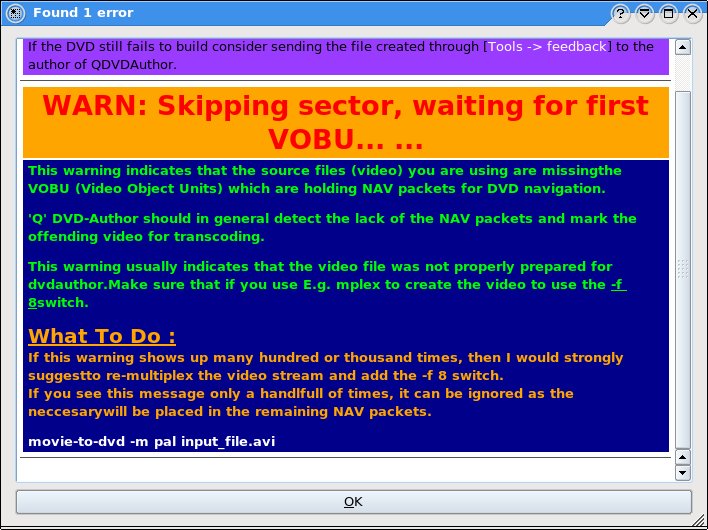 Found 1 error
If the DVD still fails to build consider sending the file created through [Tools -> feedback] to the
author of QDVDAuthor.
WARN: Skipping sector, waiting for first
VOBU... ...
This warning indicates that the source files (video) you are using are missingthe
VOBU (Video Object Units) which are holding NAV packets for DVD navigation.
'Q' DVD-Author should in general detect the lack of the NAV packets and mark the
offending video for transcoding.
This warning usually indicates that the video file was not properly prepared for
dvdauthor.Make sure that if you use E.g. mplex to create the video to use the -f
8switch.
What To Do :
If this warning shows up many hundred or thousand times, then I would strongly
suggestto re-multiplex the video stream and add the -f 8 switch.
If you see this message only a handlfull of times, it can be ignored as the
neccesarywill be placed in the remaining NAV packets.
movie-to-dvd -m pal input_file.avi
OK